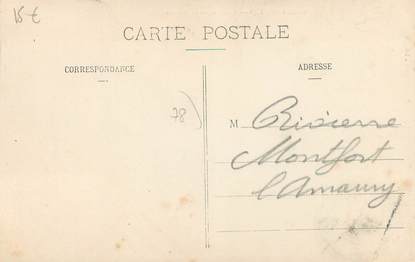 15 €
CARTE POSTALE
CORRESPONDANCE
ADRESSE
78)
M Rivierre
Montfort
l'Amaury